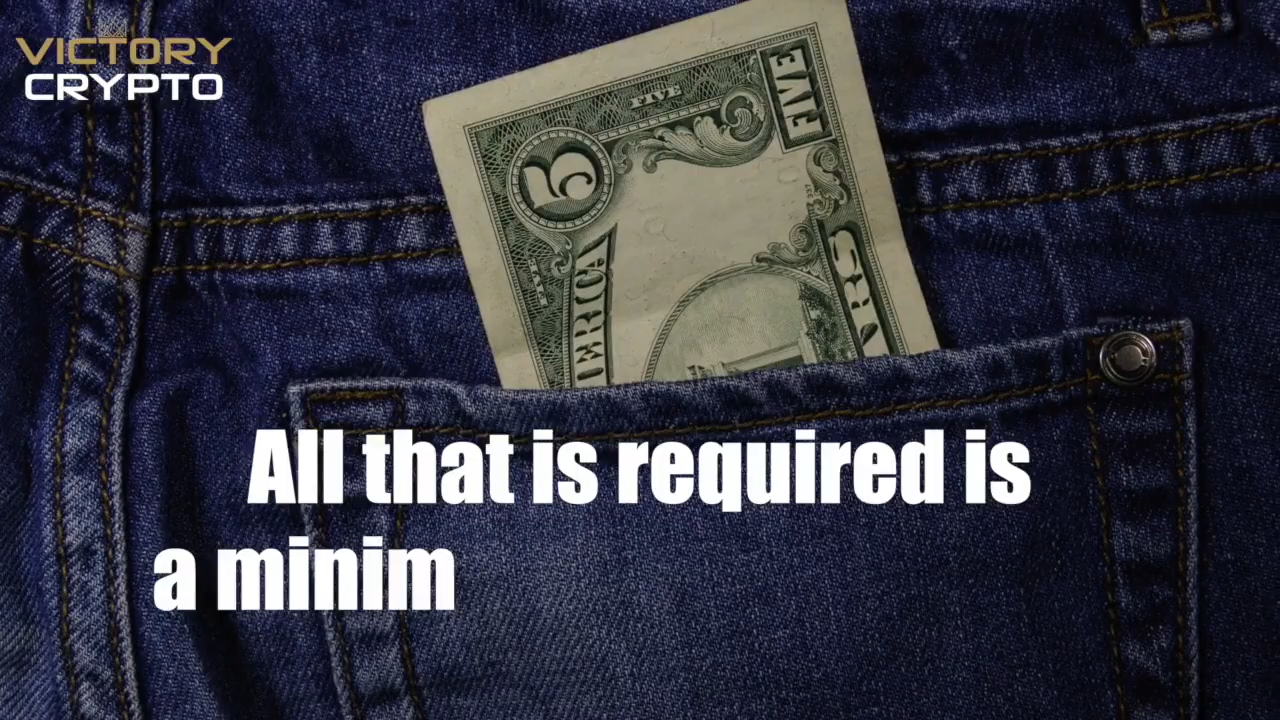 VICTORY
CRYPTO
FIVE
FIVE
5
All that is required is
a minim